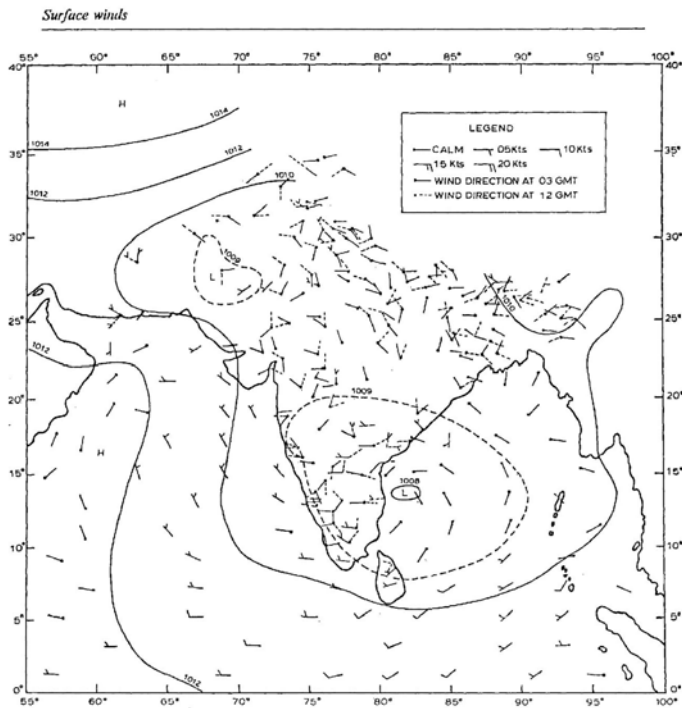 Surface winds
55° 60° 65° 70° 75° 80° 85° 90° 95° 100°
40° 40°
H
1014
1014
LEGEND
CALM 05Kts 10Kts
15 Kts 20Kts
WIND DIRECTION AT 03 GMT
WIND DIRECTION AT 12 GMT
35° 35°
1012
1012
1010
30° 30°
1009
L
1010
25° 25°
1012
20° 20°
1009
H
15° 15°
1008
L
10° 10°
5° 5°
1012
0° 0°
55° 60° 65° 70° 75° 80° 85° 90° 95° 100°